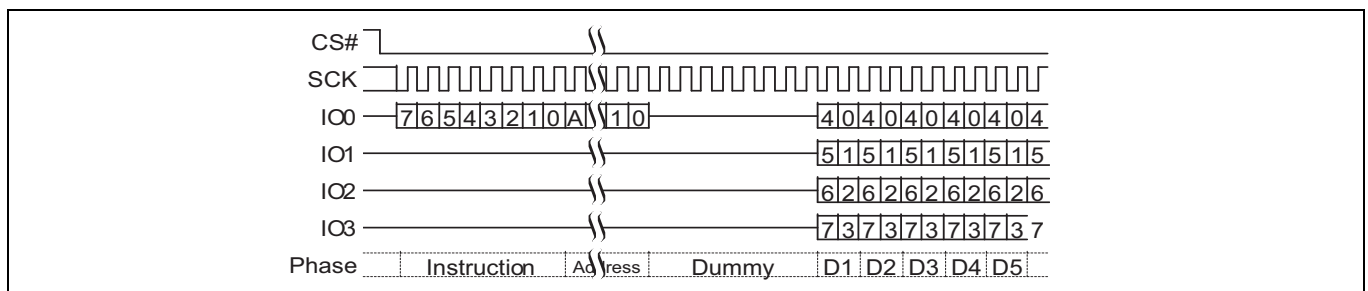 CS#
SCK
IO0 7 6 5 4 3 2 1 0 A 1 0 4 0 4 0 4 0 4 0 4 0 4
IO1 5 1 5 1 5 1 5 1 5 1 5
IO2 6 2 6 2 6 2 6 2 6 2 6
IO3 7 3 7 3 7 3 7 3 7 3 7
Phase Instruction Address Dummy D1 D2 D3 D4 D5